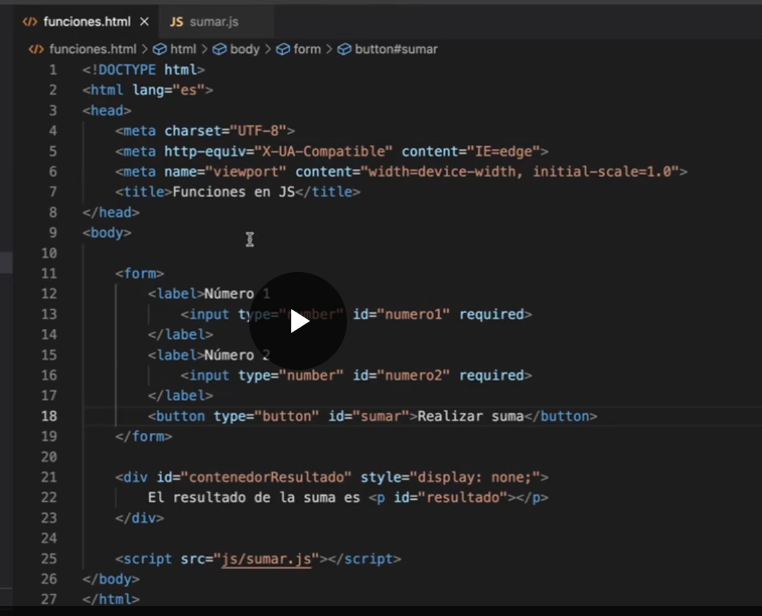 funciones.html × JS sumar.js
funciones.html > html > body > form > button#sumar
1 <!DOCTYPE html>
2 <html lang="es">
3 <head>
4 <meta charset="UTF-8">
5 <meta http-equiv="X-UA-Compatible" content="IE=edge">
6 <meta name="viewport" content="width=device-width, initial-scale=1.0">
7 <title>Funciones en JS</title>
8 </head>
9 <body>
10
11 <form>
12 <label>Número 1
13 <input type="number" id="numero1" required>
14 </label>
15 <label>Número 2
16 <input type="number" id="numero2" required>
17 </label>
18 <button type="button" id="sumar">Realizar suma</button>
19 </form>
20
21 <div id="contenedorResultado" style="display: none;">
22 El resultado de la suma es <p id="resultado"></p>
23 </div>
24
25 <script src="js/sumar.js"></script>
26 </body>
27 </html>